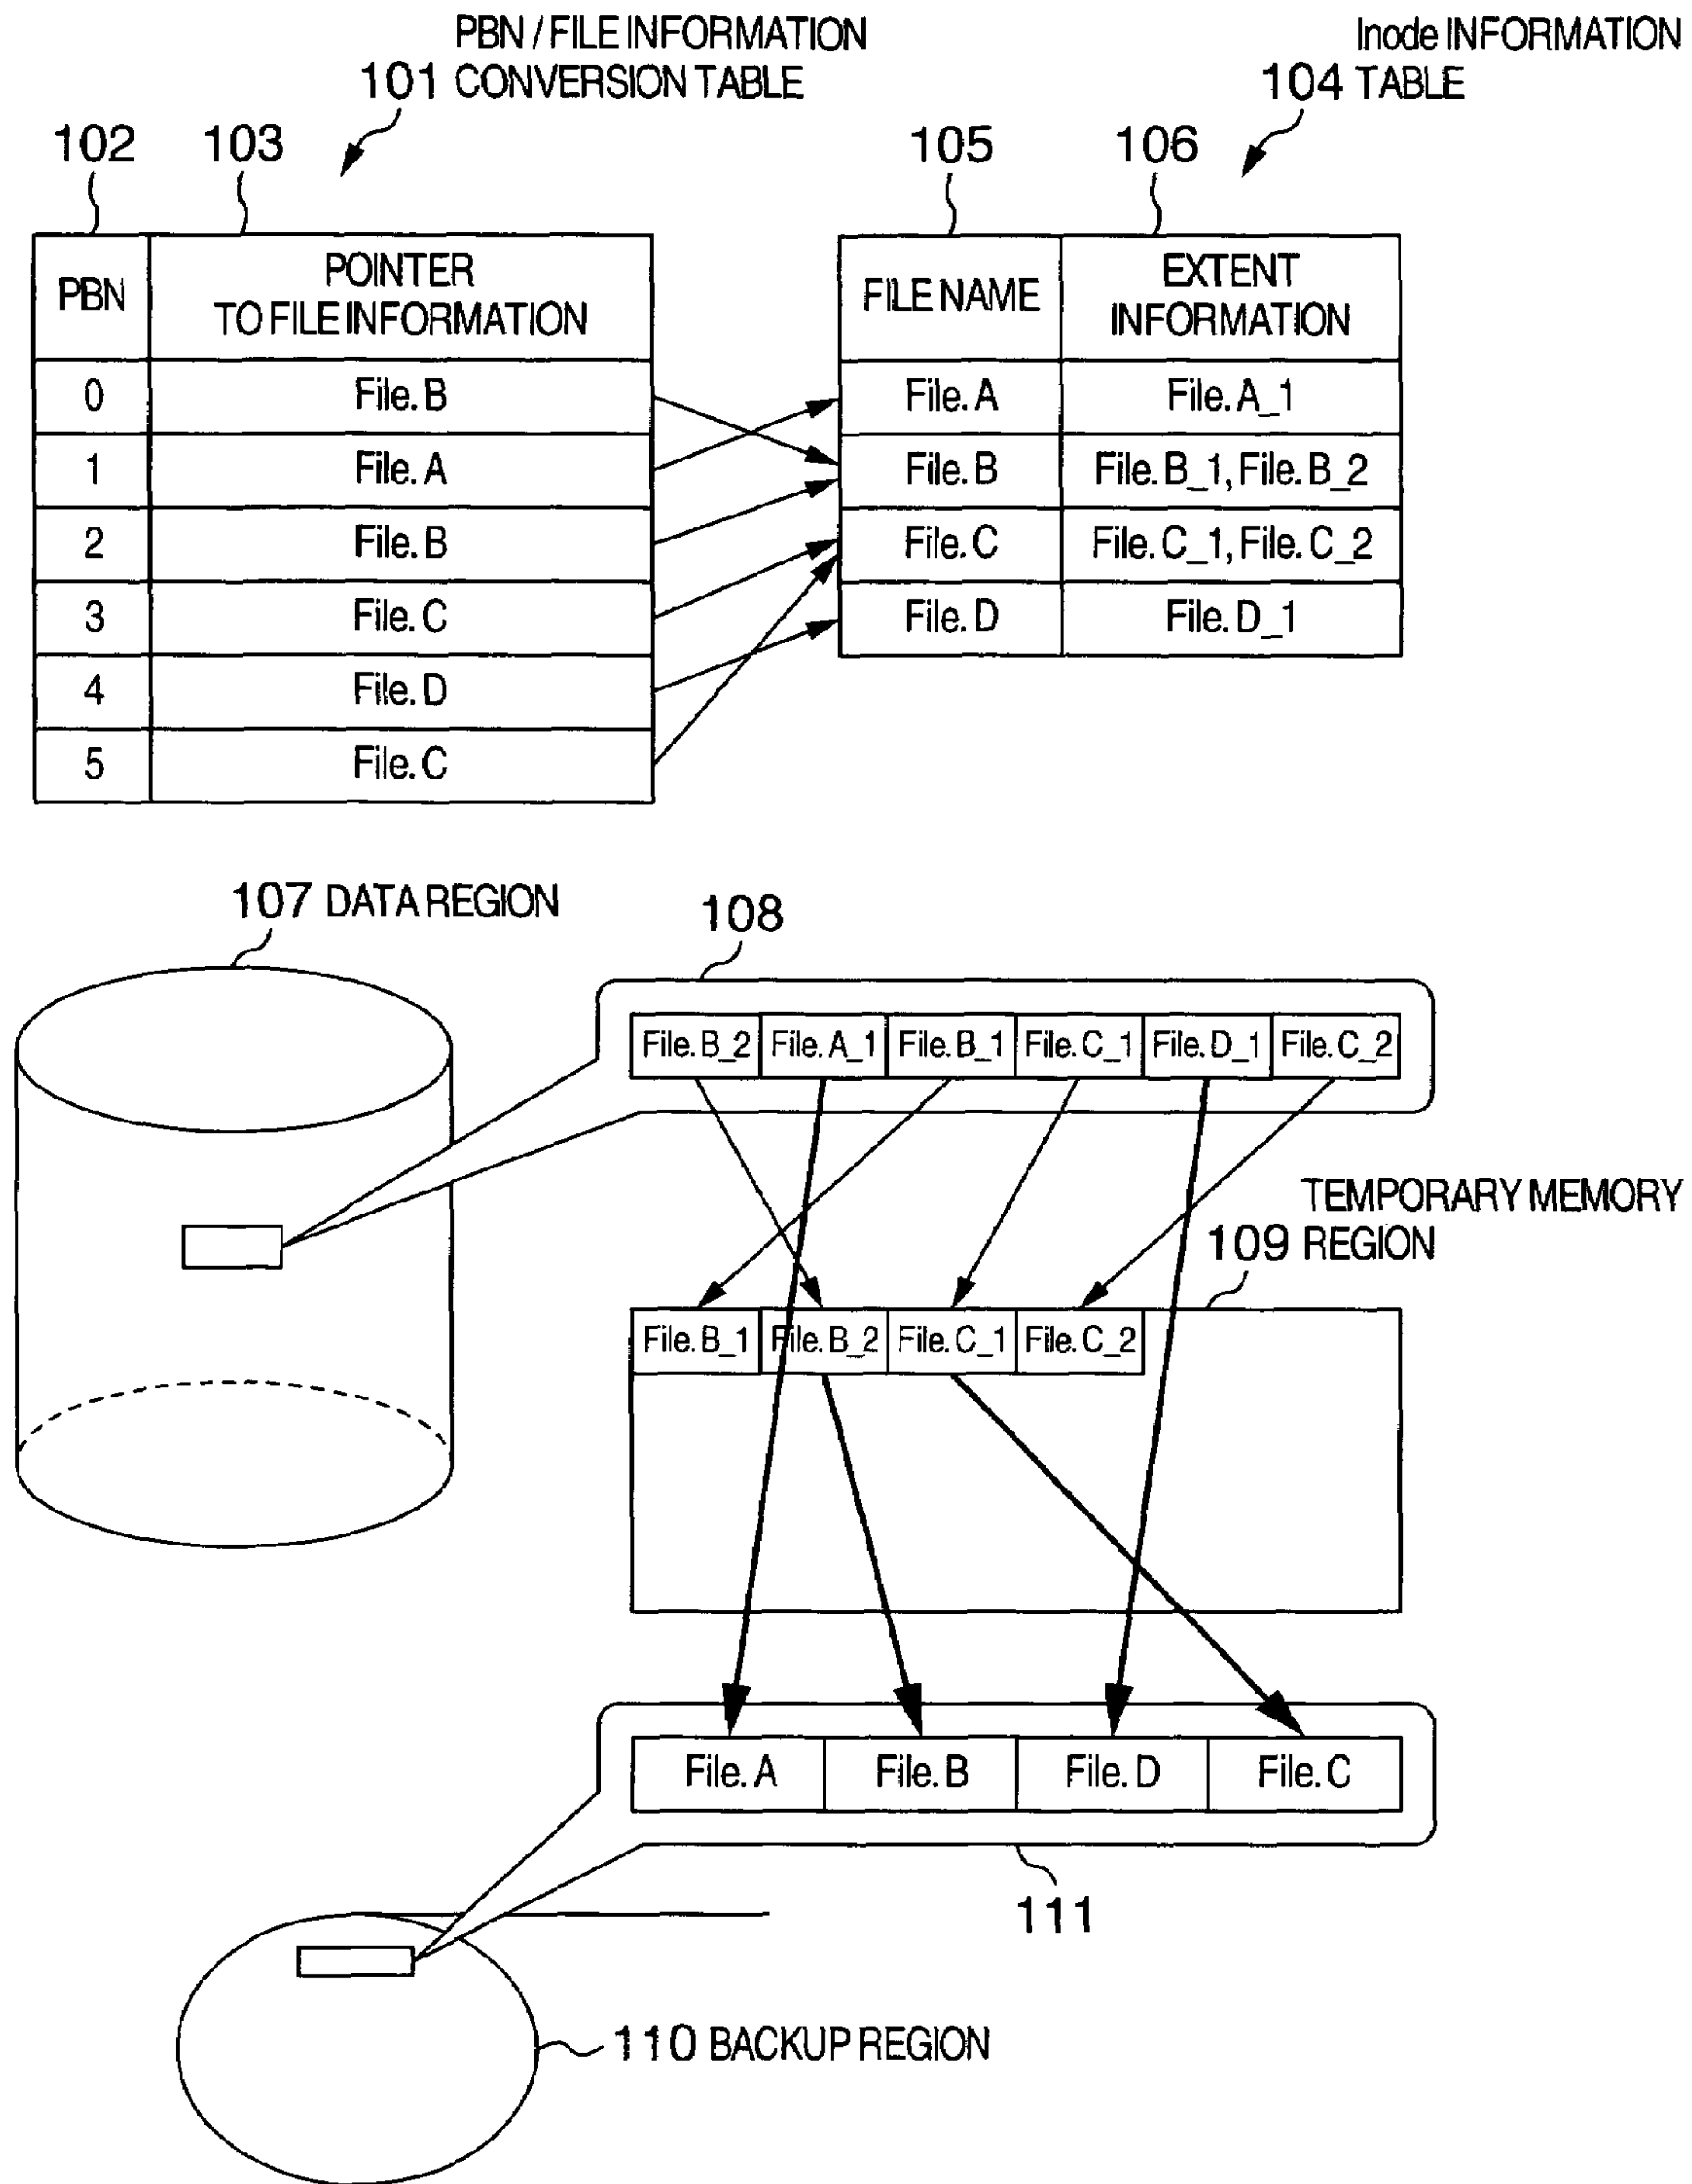 PBN / FILE INFORMATION
101 CONVERSION TABLE
Inode INFORMATION
104 TABLE
102 103
105 106
PBN POINTER TO FILE INFORMATION
0 File. B
1 File. A
2 File. B
3 File. C
4 File. D
5 File. C
FILE NAME EXTENT INFORMATION
File. A File. A_1
File. B File. B_1, File. B_2
File. C File. C_1, File. C_2
File. D File. D_1
107 DATA REGION
108
File. B_2 File. A_1 File. B_1 File. C_1 File. D_1 File. C_2
TEMPORARY MEMORY
109 REGION
File. B_1 File. B_2 File. C_1 File. C_2
File. A File. B File. D File. C
111
110 BACKUP REGION